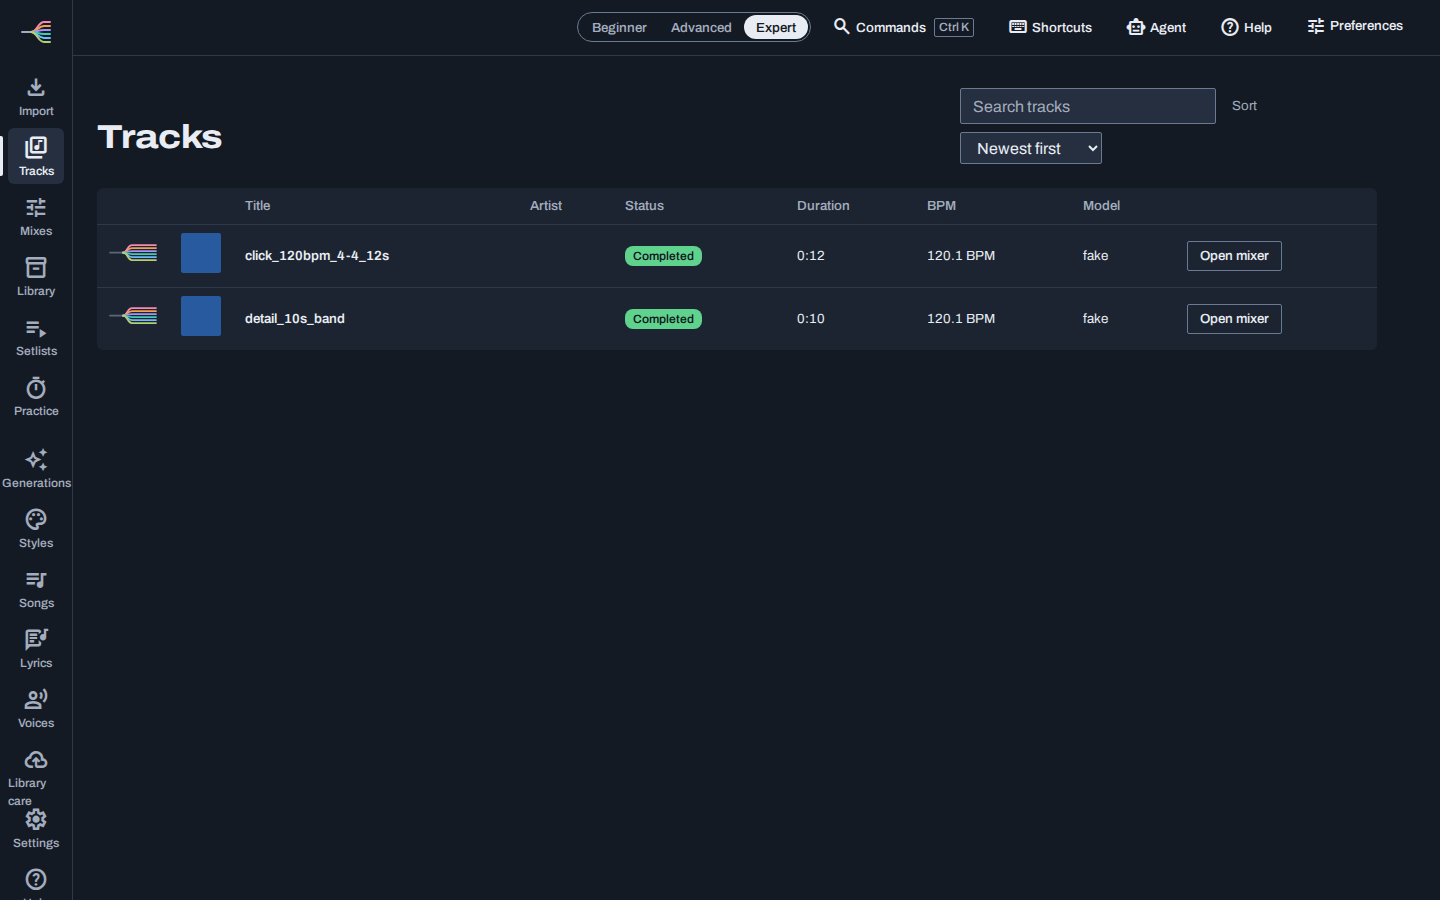 Beginner Advanced Expert Commands Ctrl K Shortcuts Agent Help Preferences
Import
Tracks
Mixes
Library
Setlists
Practice
Generations
Styles
Songs
Lyrics
Voices
Library
care
Settings
Tracks
Search tracks
Sort
Newest first
Title Artist Status Duration BPM Model
click_120bpm_4-4_12s Completed 0:12 120.1 BPM fake Open mixer
detail_10s_band Completed 0:10 120.1 BPM fake Open mixer